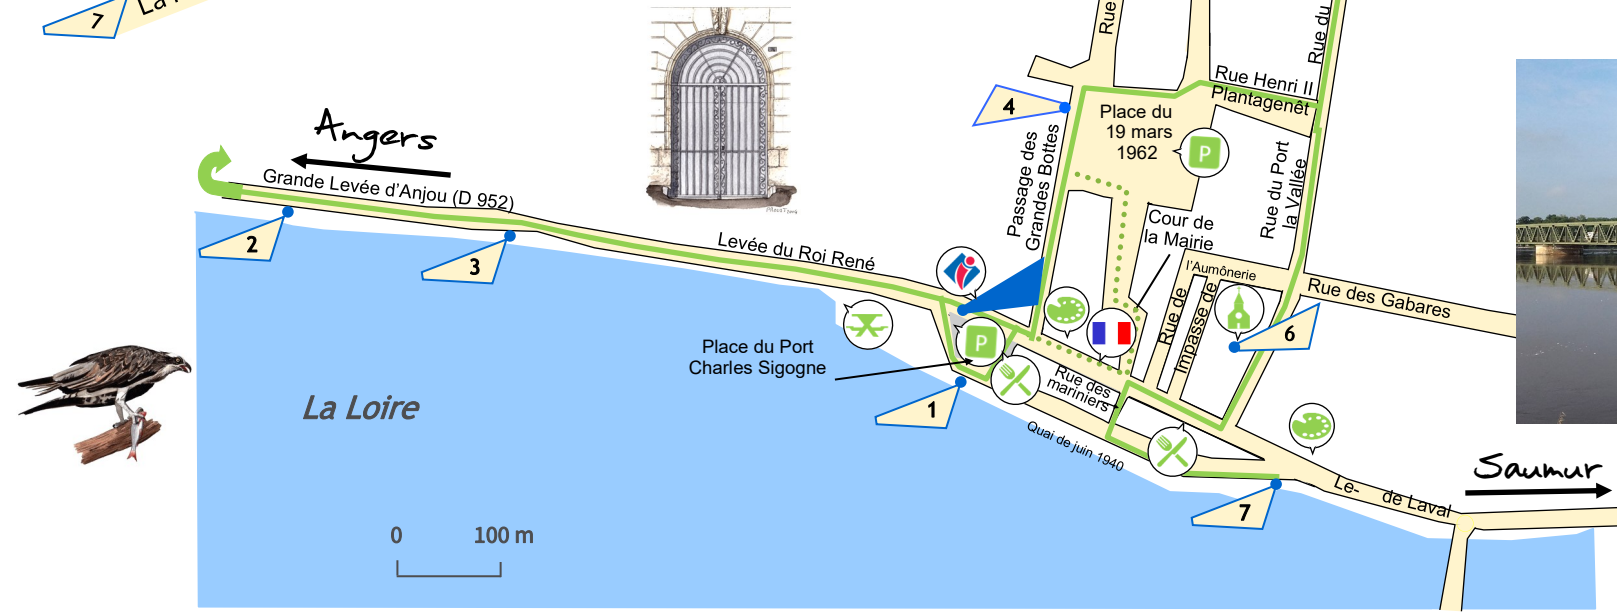 7
La
Rue
Rue du
Rue Henri II
Plantagenêt
4
Place du
19 mars
1962
P
Angers
Passage des
Grandes Bottes
Rue du Port
la Vallée
Grande Levée d'Anjou (D 952)
Cour de
la Mairie
2
3
Levée du Roi René
l'Aumônerie
Rue de
Impasse de
Rue des Gabares
6
P
Place du Port
Charles Sigogne
Rue des
mariniers
1
La Loire
Quai de juin 1940
Saumur
Le- de Laval
7
0 100 m